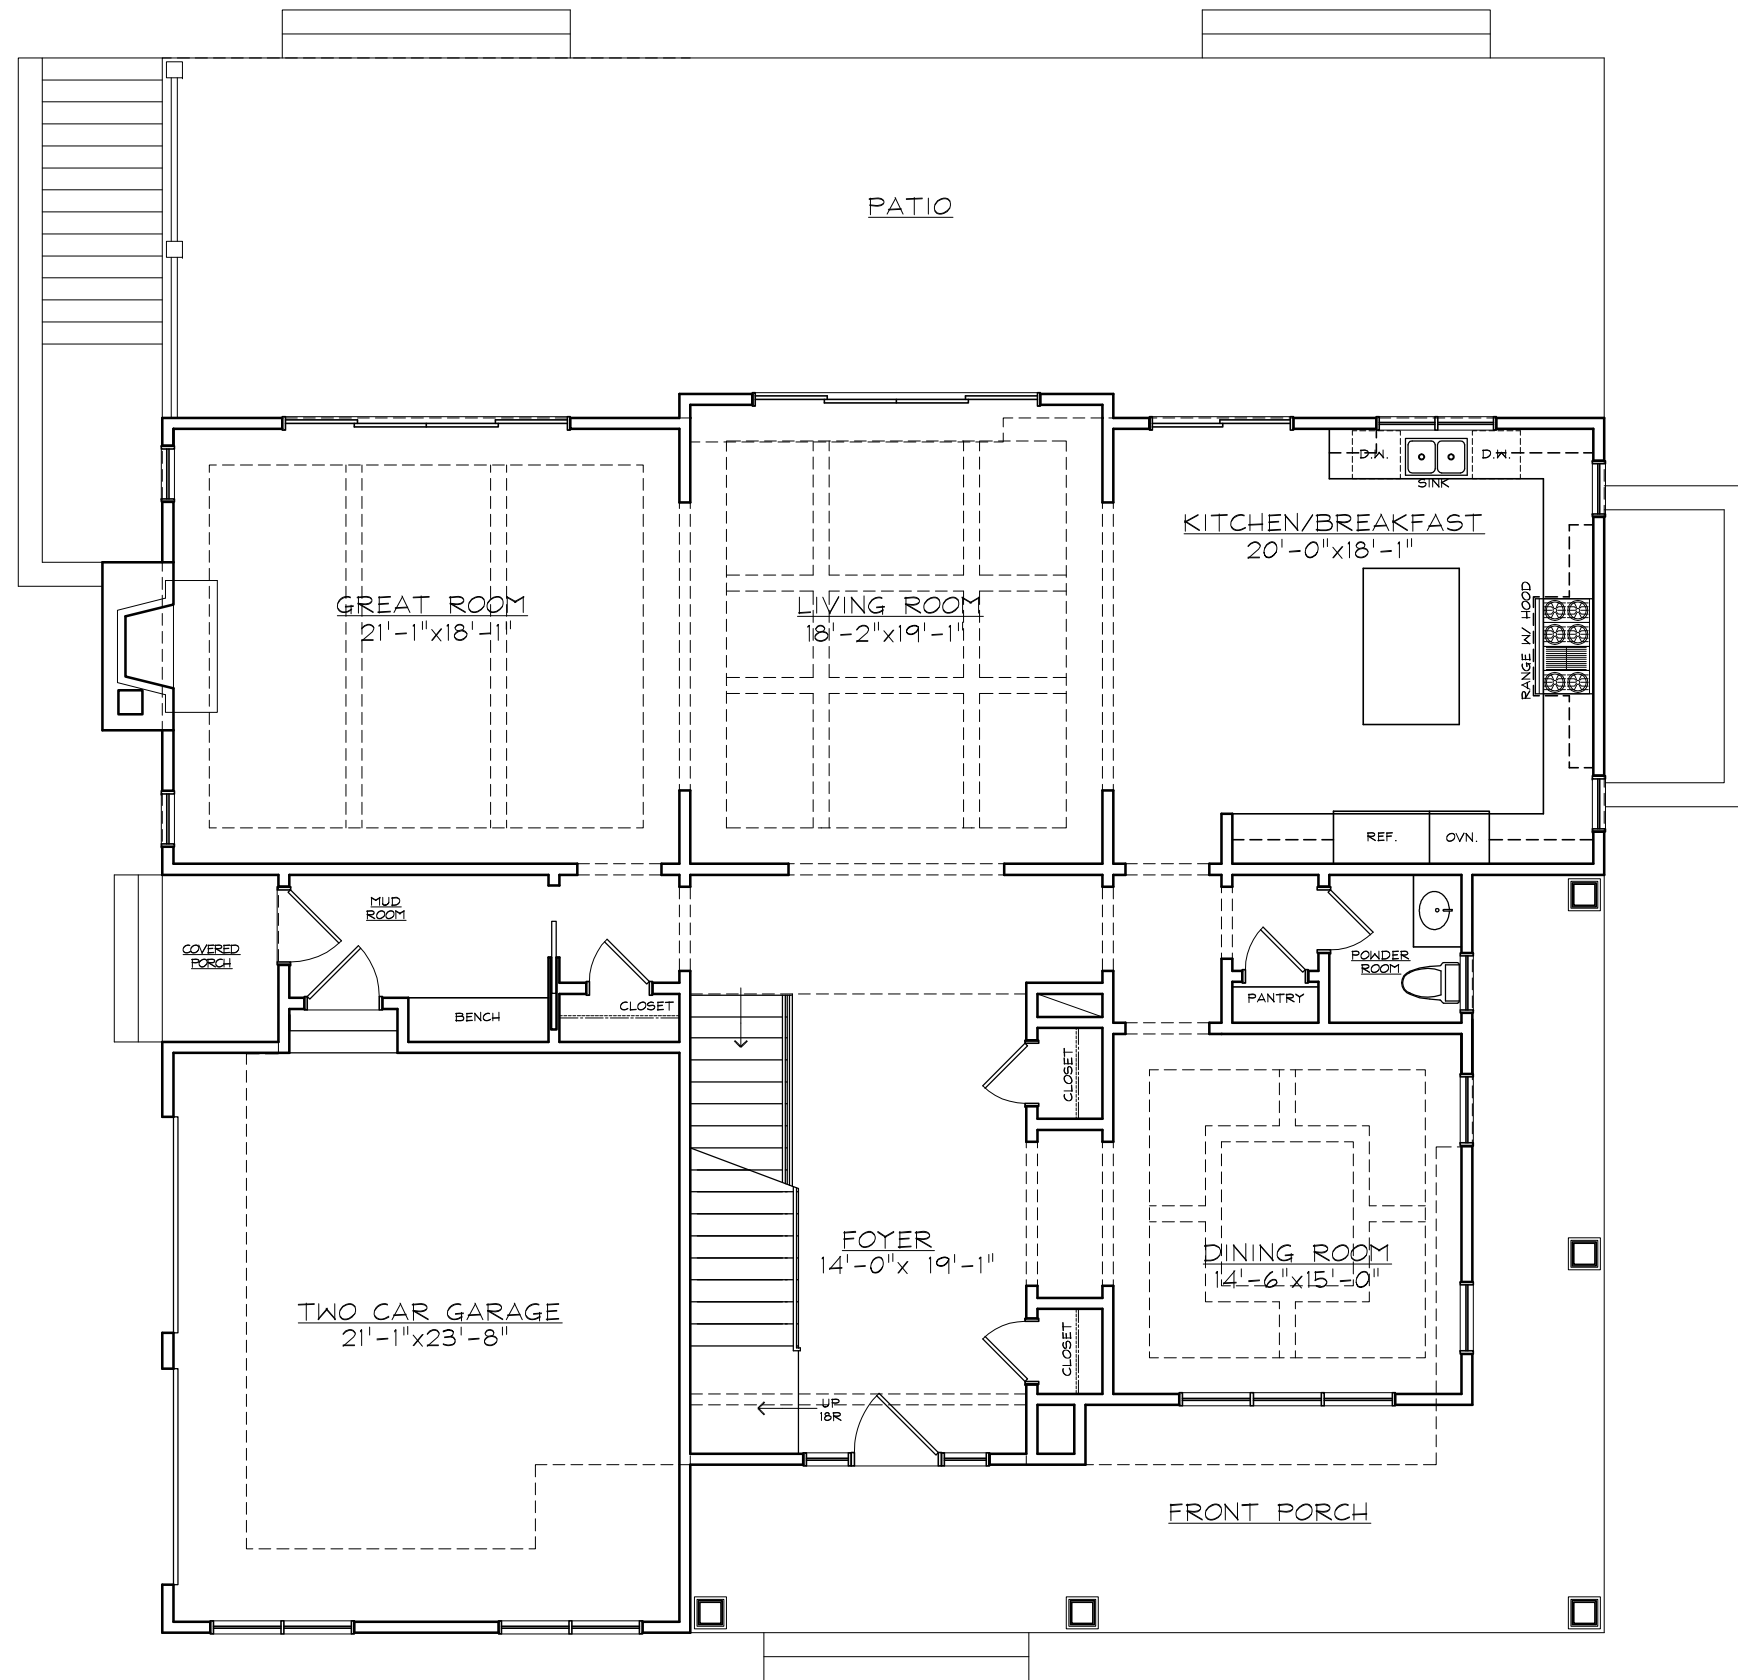 PATIO
D.W.
D.W.
SINK
KITCHEN/BREAKFAST
20'-0"x18'-1"
RANGE W/ HOOD
GREAT ROOM
21'-1"x18'-1"
LIVING ROOM
18'-2"x19'-1"
REF.
OVN.
MUD
ROOM
COVERED
PORCH
POWDER
ROOM
PANTRY
CLOSET
BENCH
CLOSET
FOYER
14'-0"x 19'-1"
DINING ROOM
14'-6"x15'-0"
TWO CAR GARAGE
21'-1"x23'-8"
CLOSET
UP
18R
FRONT PORCH